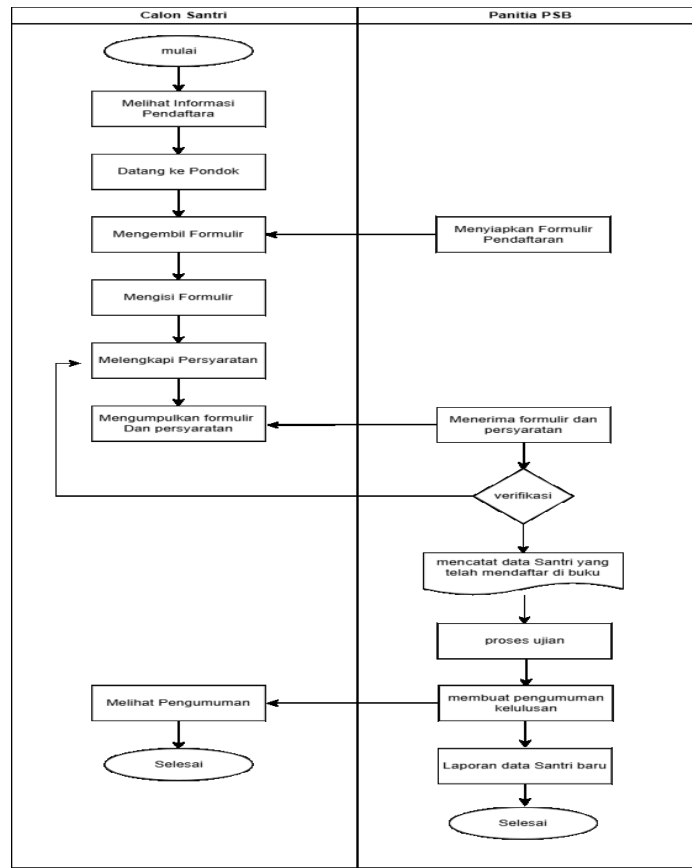 Calon Santri
Panitia PSB
mulai
Melihat Informasi
Pendaftara
Datang ke Pondok
Mengembil Formulir
Menyiapkan Formulir
Pendaftaran
Mengisi Formulir
Melengkapi Persyaratan
Mengumpulkan formulir
Dan persyaratan
Menerima formulir dan
persyaratan
verifikasi
mencatat data Santri yang
telah mendaftar di buku
proses ujian
Melihat Pengumuman
membuat pengumuman
kelulusan
Selesai
Laporan data Santri baru
Selesai